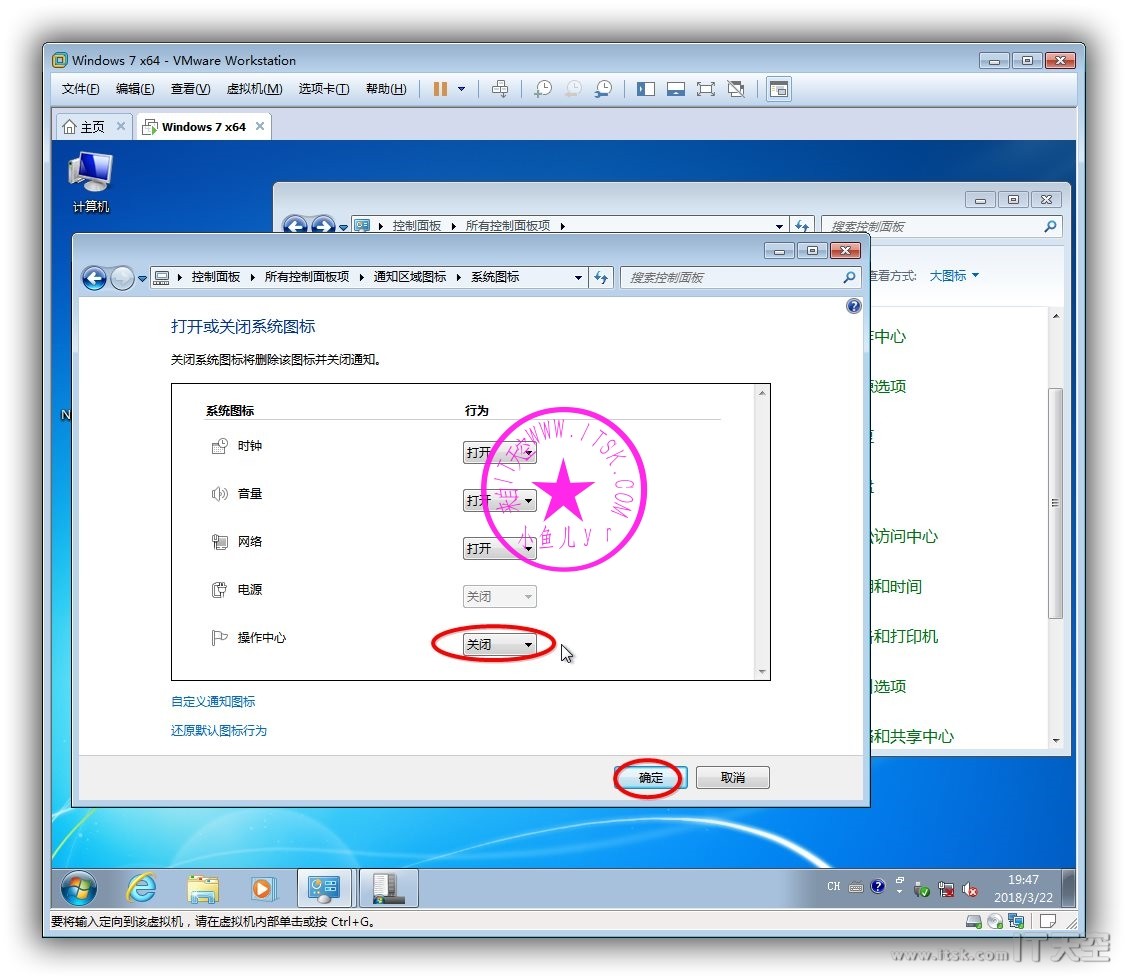 Windows 7 x64 - VMware Workstation
文件(F) 编辑(E) 查看(V) 虚拟机(M) 选项卡(T) 帮助(H)
主页 Windows 7 x64
计算机
控制面板 所有控制面板项 搜索控制面板
控制面板 所有控制面板项 通知区域图标 系统图标 搜索控制面板
查看方式: 大图标
打开或关闭系统图标
关闭系统图标将删除该图标并关闭通知。
系统图标 行为
时钟 打开
音量 打开
网络 打开
电源 关闭
操作中心 关闭
来自IT天空WWW.ITSK.COM
小鱼儿yr
自定义通知图标
还原默认图标行为
确定 取消
N
作中心
选项
访问中心
和时间
和打印机
选项
和共享中心
CH
19:47
2018/3/22
要将输入定向到该虚拟机，请在虚拟机内部单击或按 Ctrl+G。
www.itsk.com IT天空